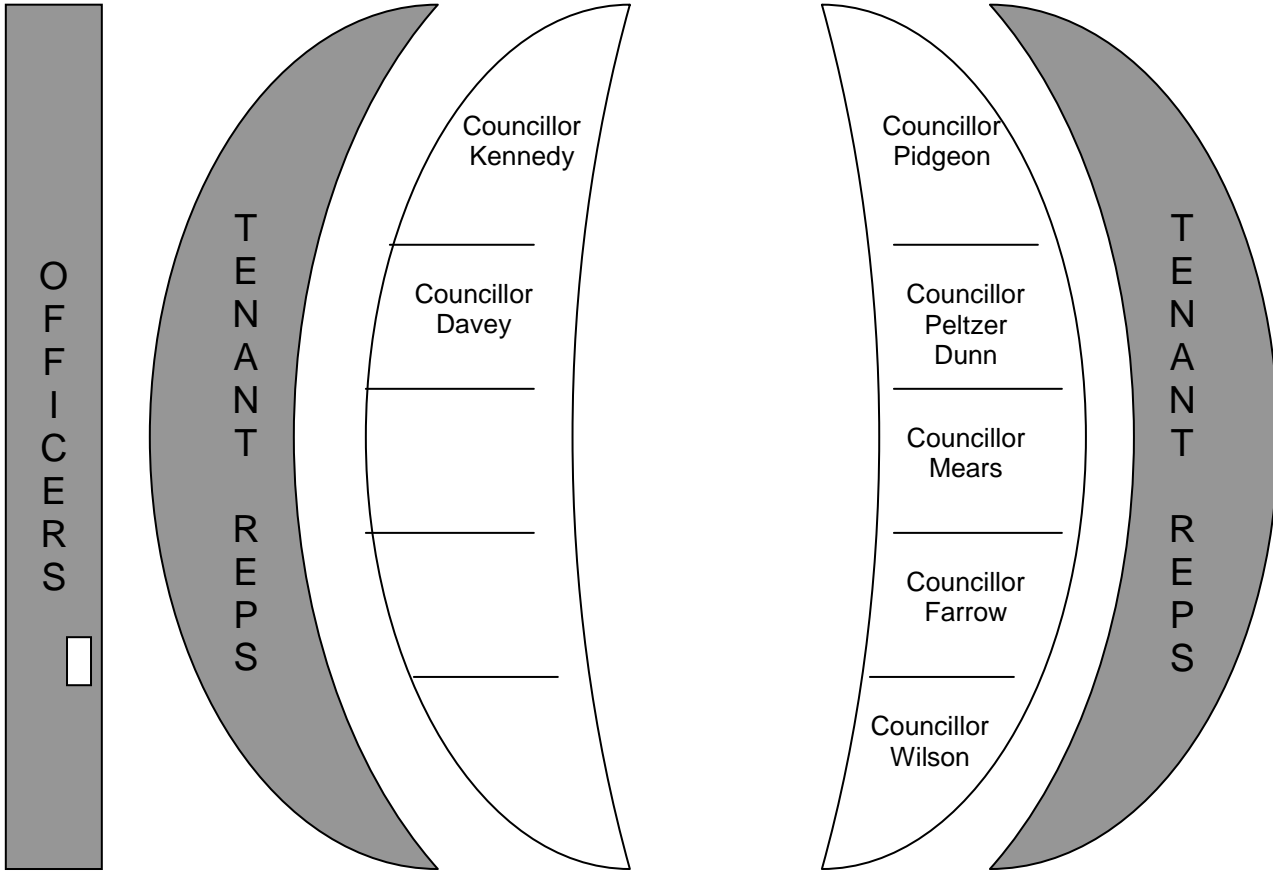 OFFICERS
TENANT REPS
Councillor
Kennedy
Councillor
Davey
Councillor
Pidgeon
Councillor
Peltzer
Dunn
Councillor
Mears
Councillor
Farrow
Councillor
Wilson
TENANT REPS